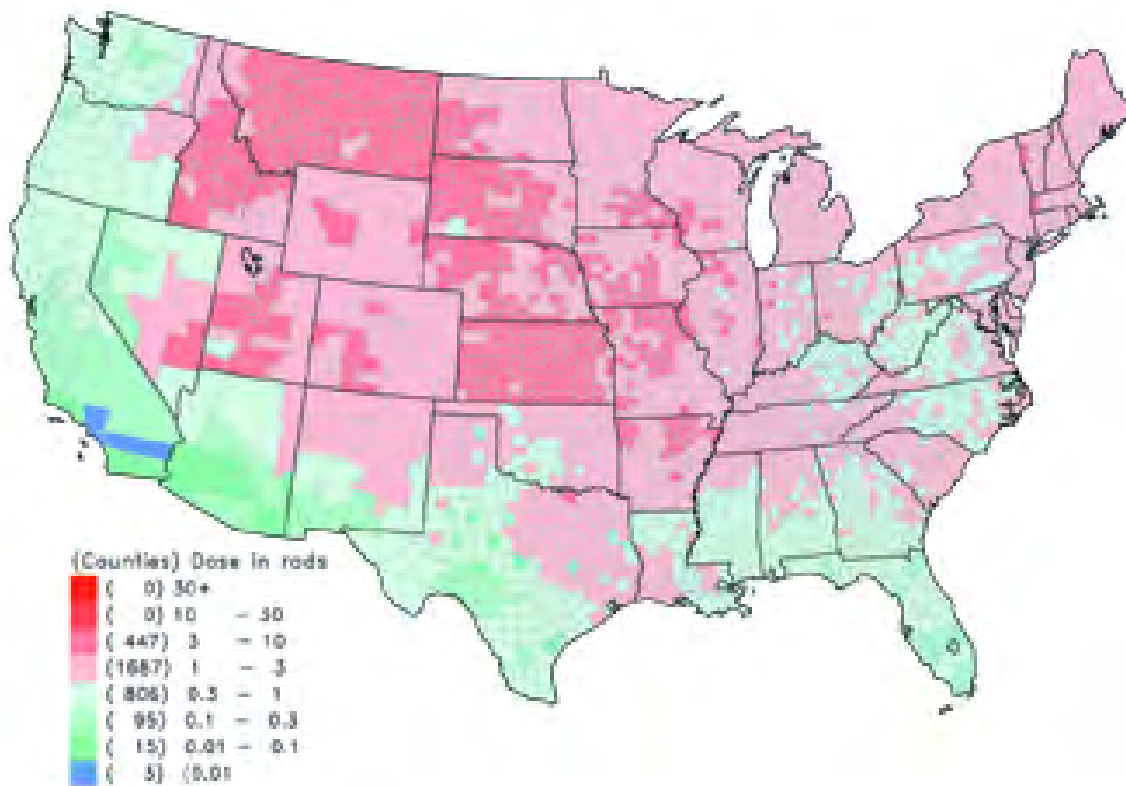 (Counties) Dose in rads
( 0) 30+
( 0) 10 - 30
( 447) 3 - 10
(1687) 1 - 3
( 806) 0.3 - 1
( 95) 0.1 - 0.3
( 15) 0.01 - 0.1
( 3) <0.01